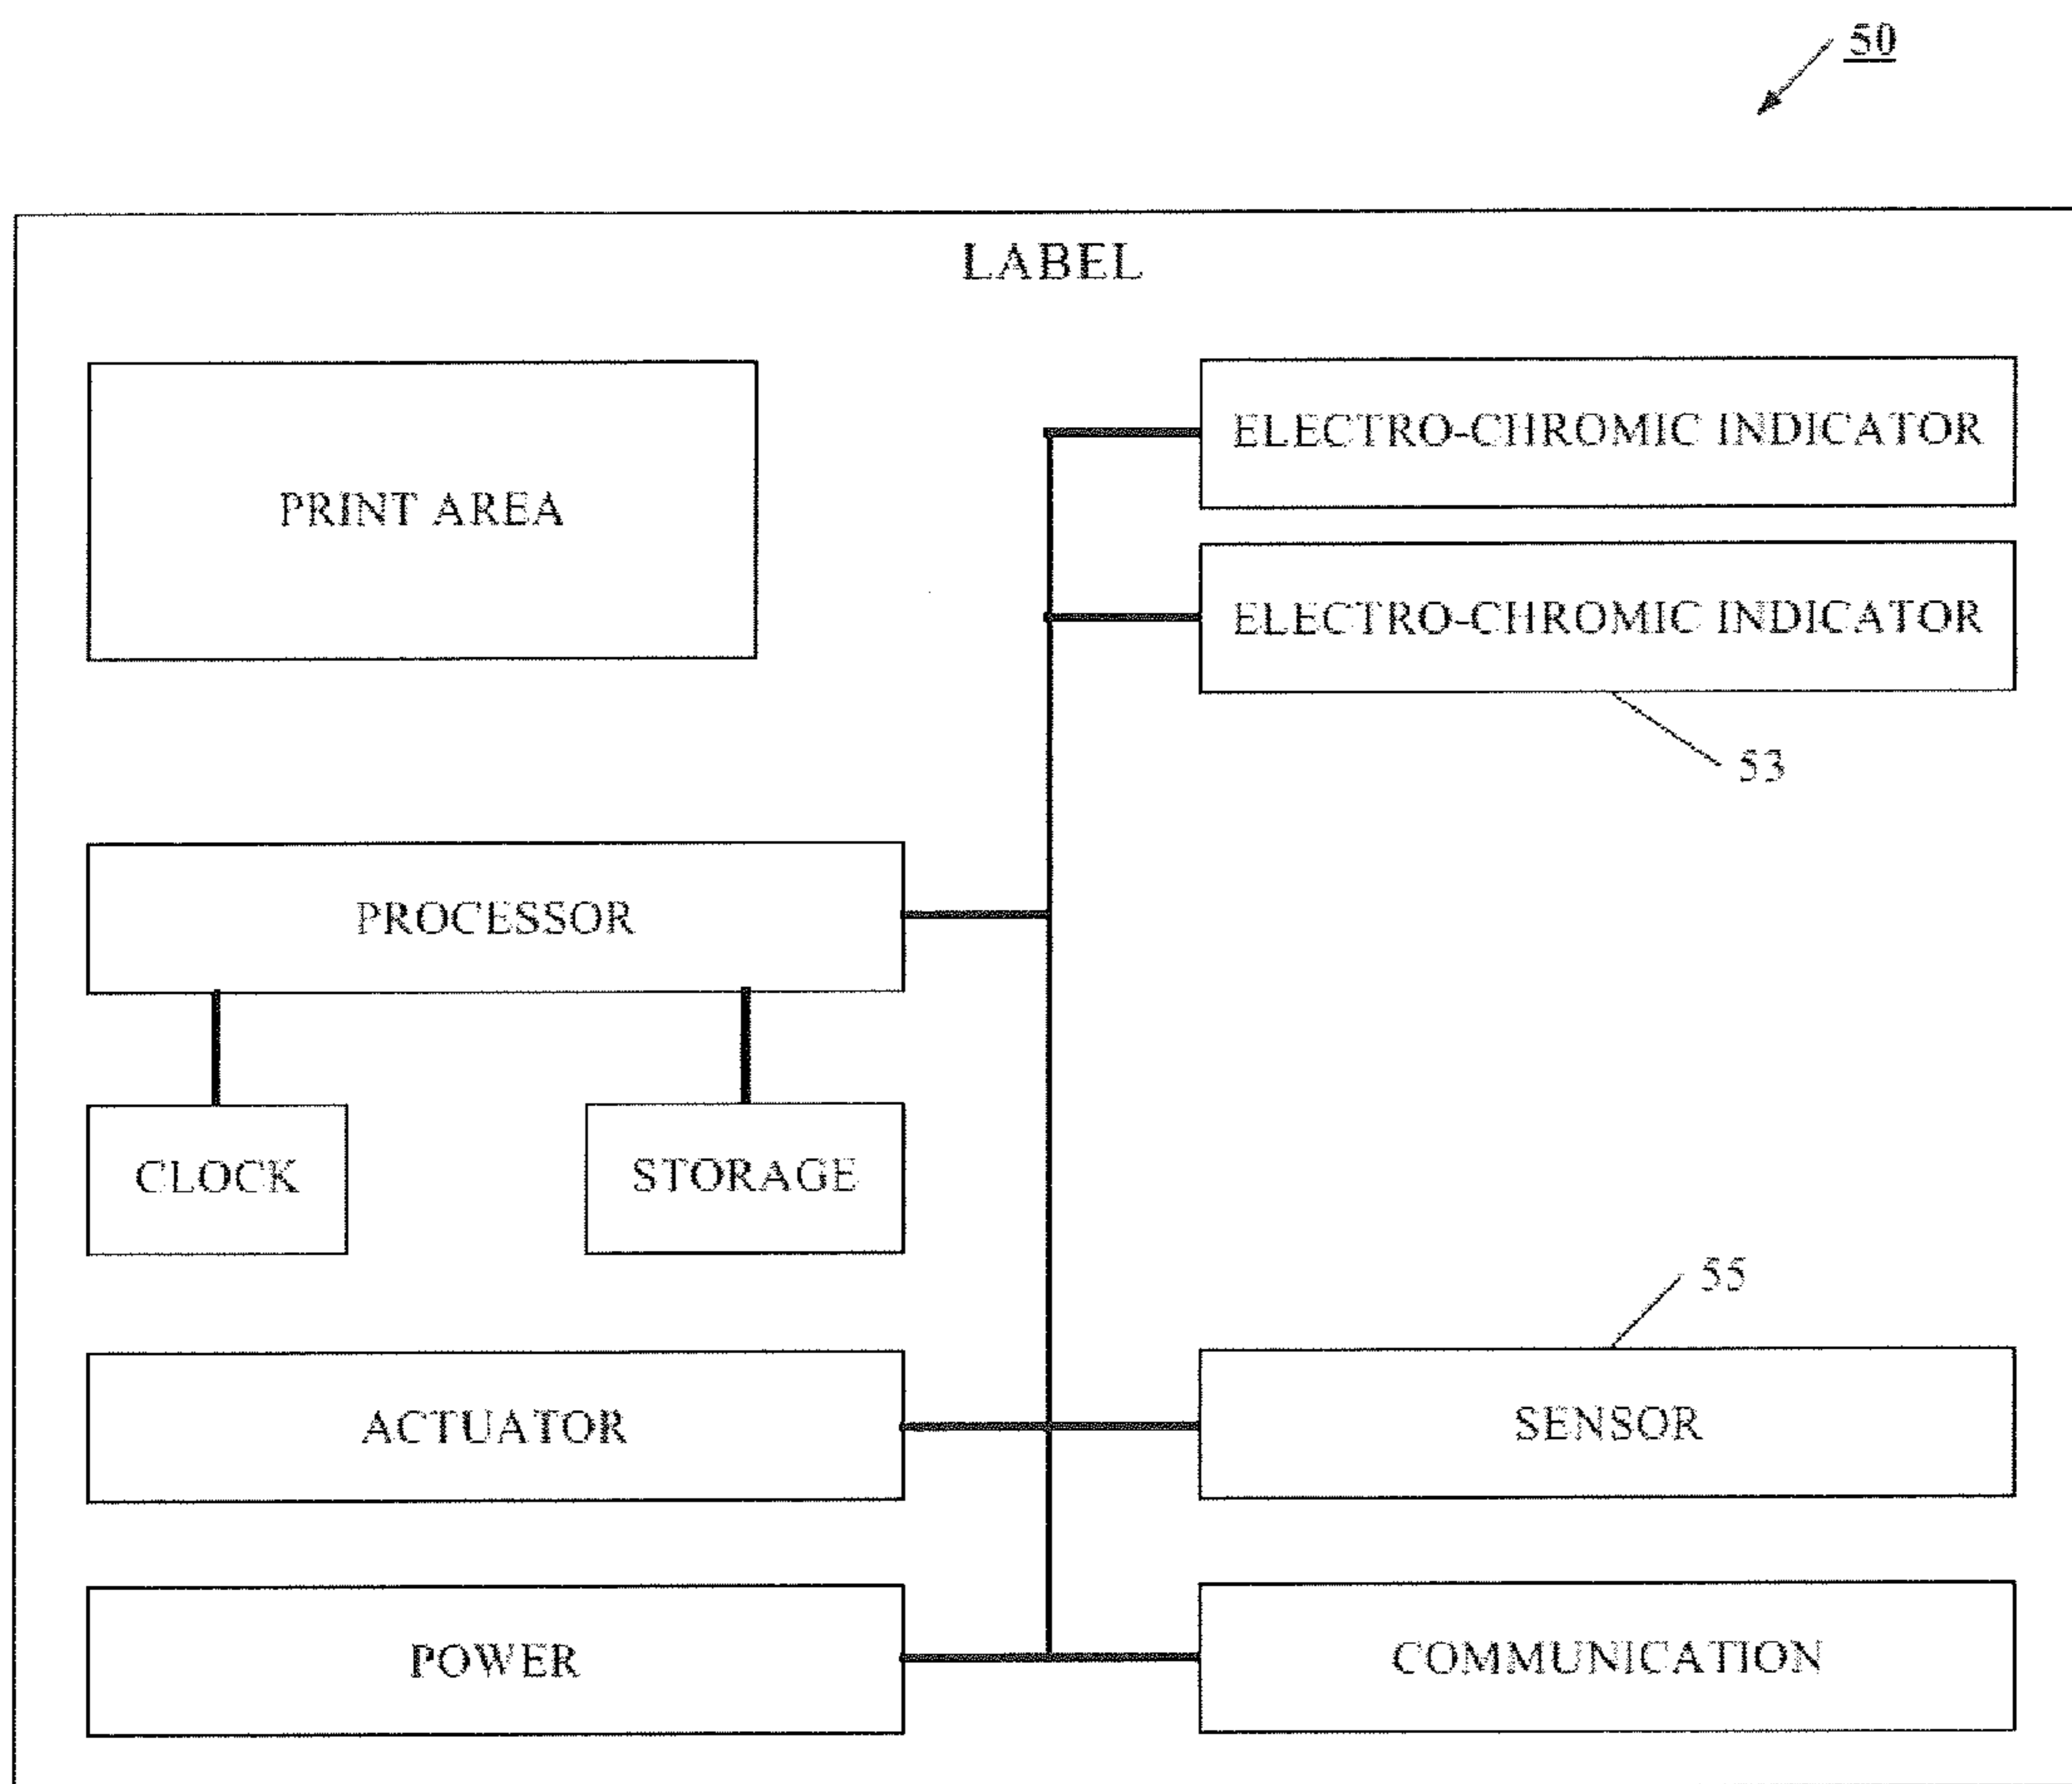 50
LABEL
PRINT AREA
ELECTRO-CHROMIC INDICATOR
ELECTRO-CHROMIC INDICATOR
53
PROCESSOR
CLOCK
STORAGE
55
ACTUATOR
SENSOR
POWER
COMMUNICATION